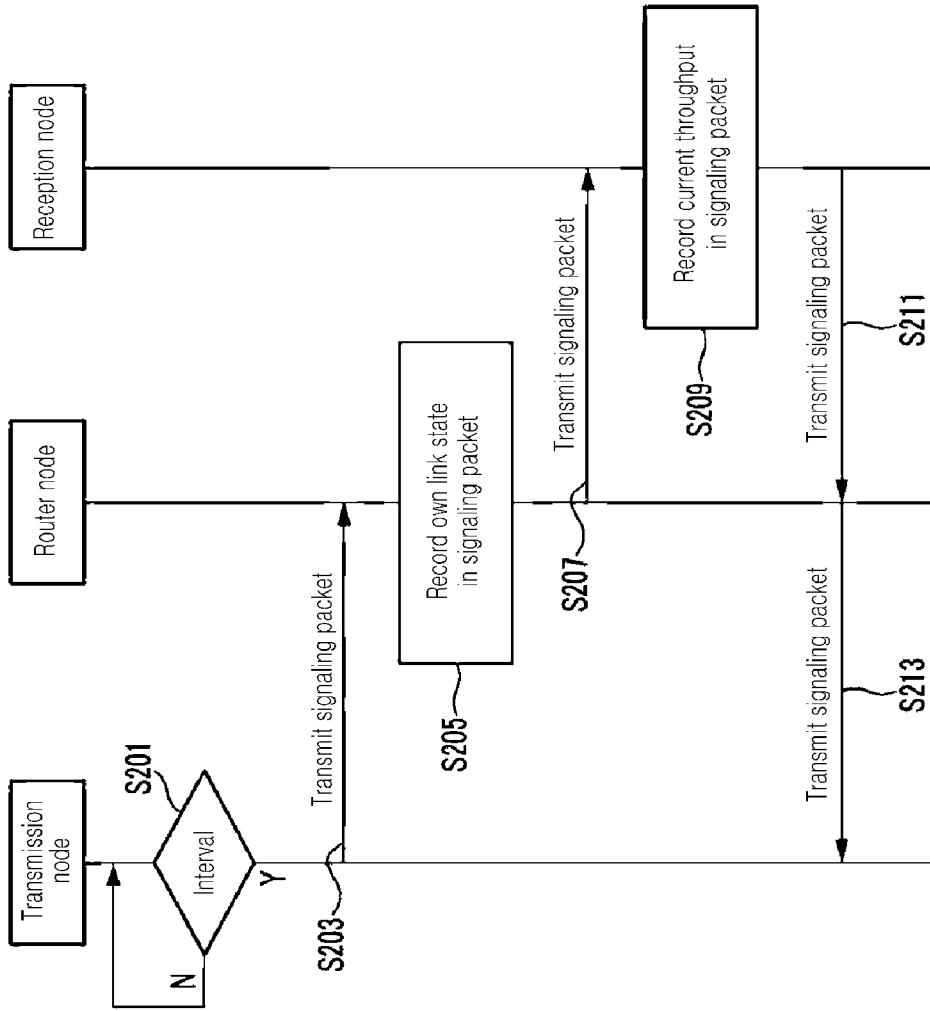 Transmission
node
Router node
Reception node
S201
Interval
N
Y
Transmit signaling packet
S203
Record own link state
in signaling packet
S205
Transmit signaling packet
S207
Record current throughput
in signaling packet
S209
Transmit signaling packet
S211
Transmit signaling packet
S213